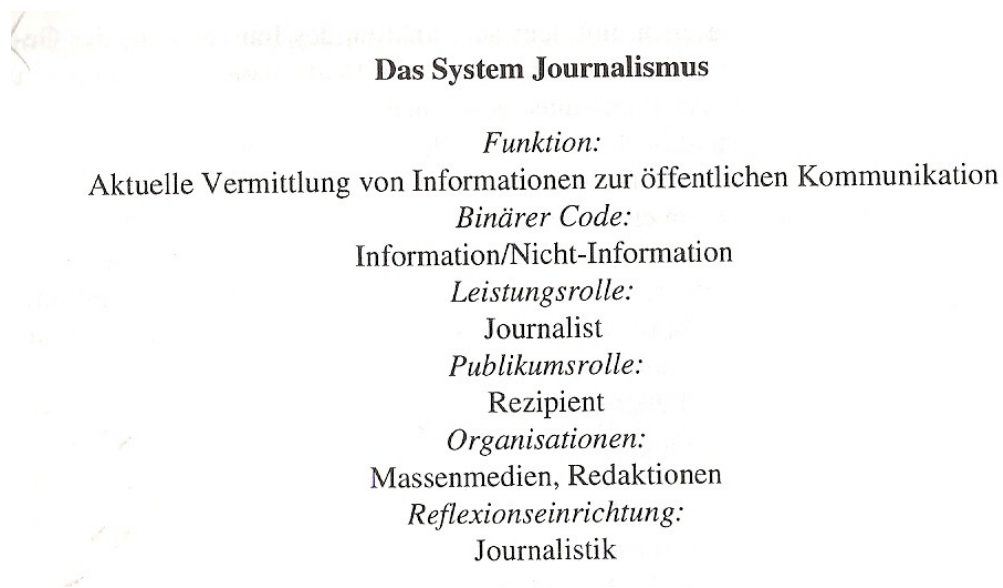 Das System Journalismus
Funktion:
Aktuelle Vermittlung von Informationen zur öffentlichen Kommunikation
Binärer Code:
Information/Nicht-Information
Leistungsrolle:
Journalist
Publikumsrolle:
Rezipient
Organisationen:
Massenmedien, Redaktionen
Reflexionseinrichtung:
Journalistik